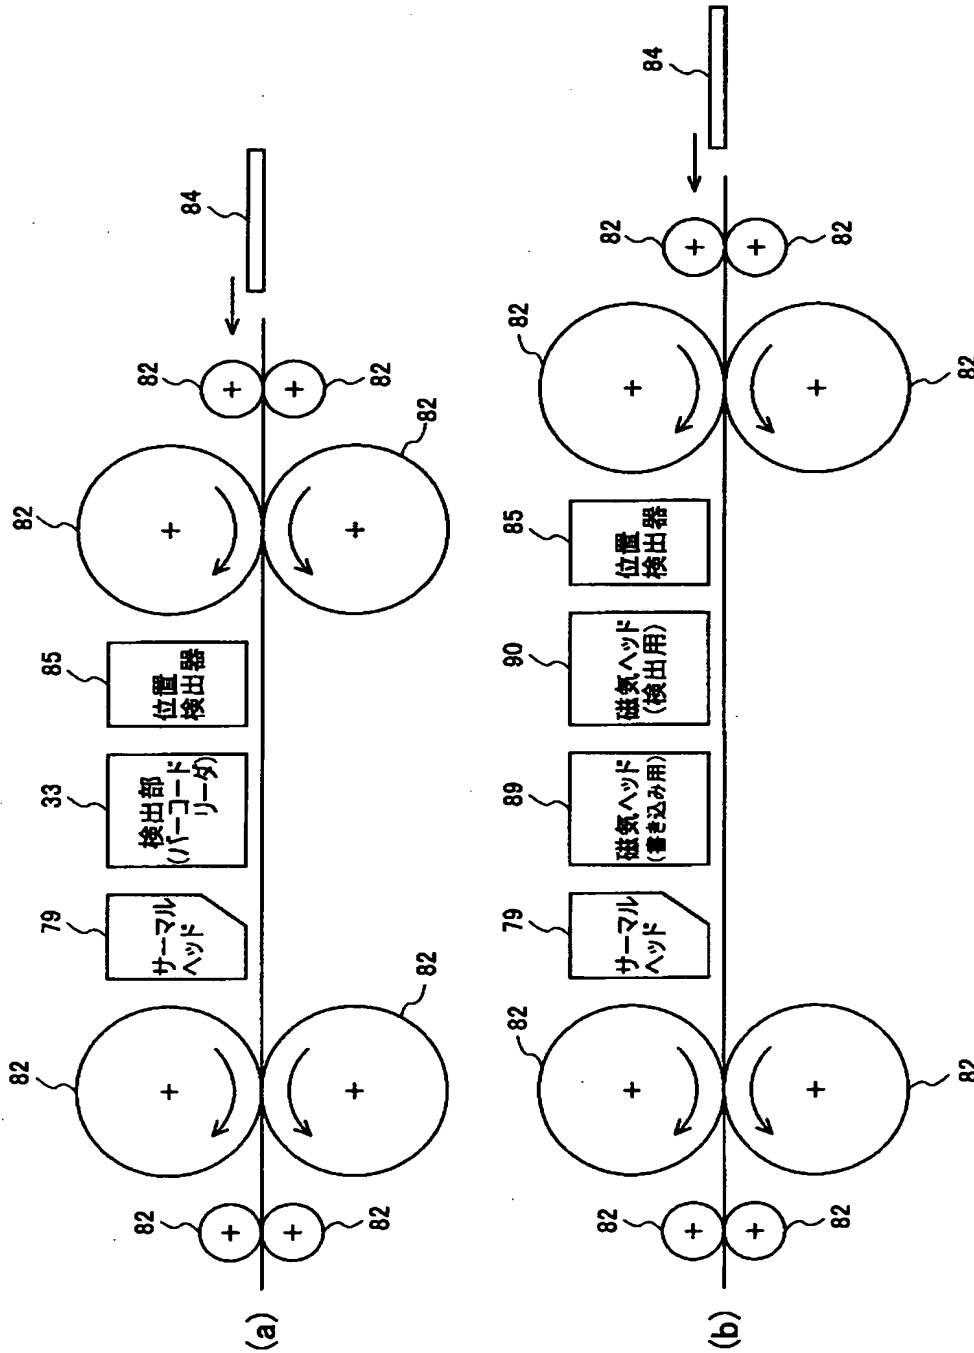 82
79
33
85
82
サーマル
ヘッド
検出部
(バーコード
リーダ)
位置
検出器
82
82
84
(a)
82
82
82
82
82
79
89
90
85
82
サーマル
ヘッド
磁気ヘッド
(書き込み用)
磁気ヘッド
(検出用)
位置
検出器
82
82
84
(b)
82
82
82
82